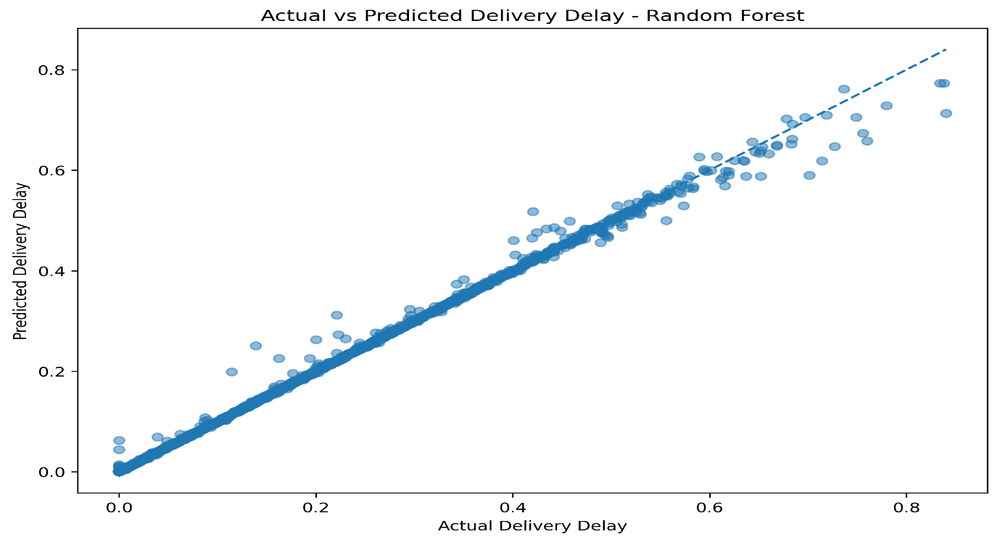 Actual vs Predicted Delivery Delay - Random Forest
Predicted Delivery Delay
0.8
0.6
0.4
0.2
0.0
0.0 0.2 0.4 0.6 0.8
Actual Delivery Delay